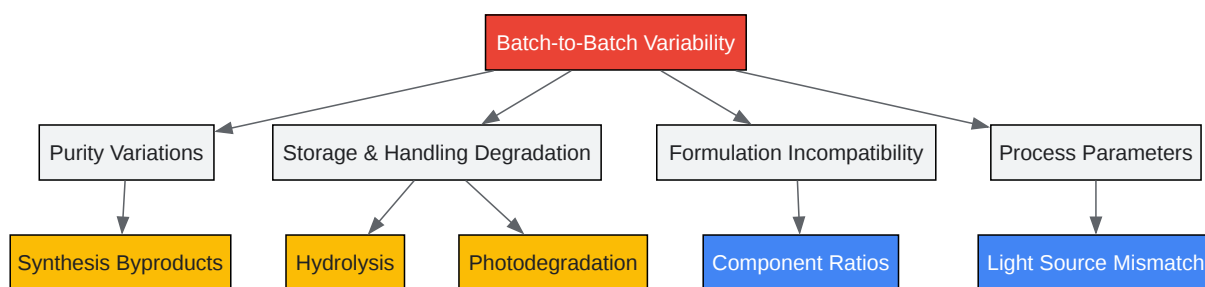 Batch-to-Batch Variability
Purity Variations
Storage & Handling Degradation
Formulation Incompatibility
Process Parameters
Synthesis Byproducts
Hydrolysis
Photodegradation
Component Ratios
Light Source Mismatch